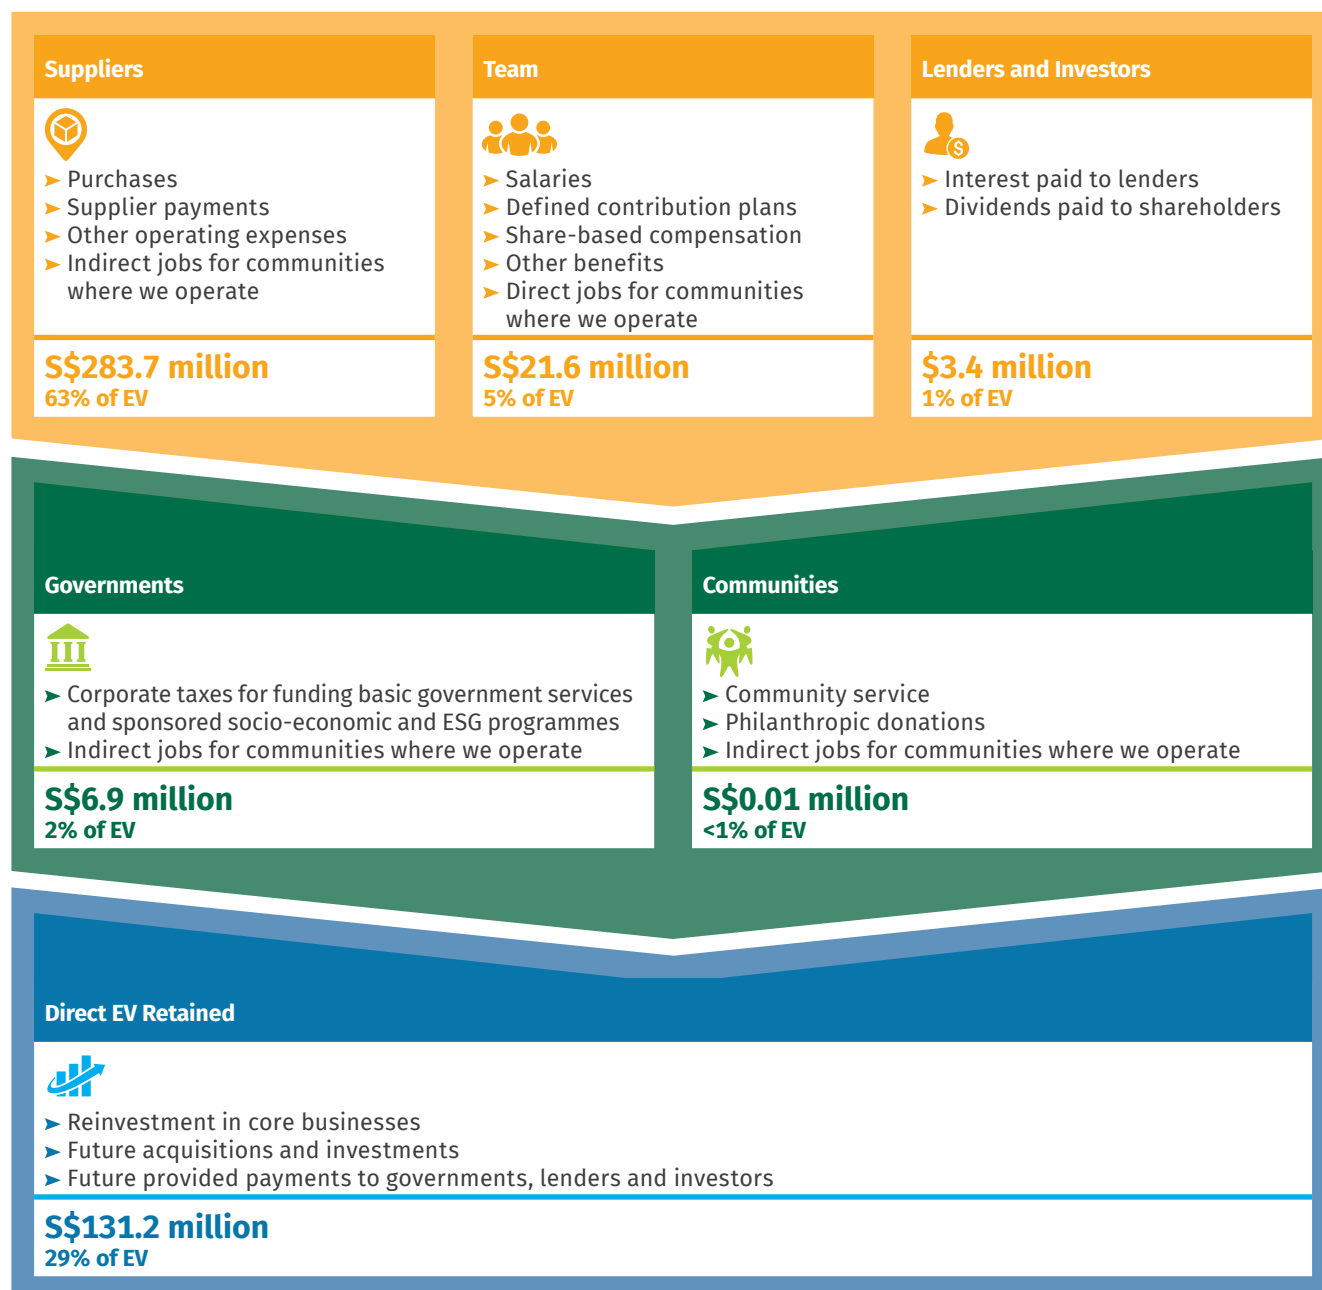 Suppliers
➤ Purchases
➤ Supplier payments
➤ Other operating expenses
➤ Indirect jobs for communities
where we operate
S$283.7 million
63% of EV
Team
➤ Salaries
➤ Defined contribution plans
➤ Share-based compensation
➤ Other benefits
➤ Direct jobs for communities
where we operate
S$21.6 million
5% of EV
Lenders and Investors
$
➤ Interest paid to lenders
➤ Dividends paid to shareholders
$3.4 million
1% of EV
Governments
➤ Corporate taxes for funding basic government services
and sponsored socio-economic and ESG programmes
➤ Indirect jobs for communities where we operate
S$6.9 million
2% of EV
Communities
➤ Community service
➤ Philanthropic donations
➤ Indirect jobs for communities where we operate
S$0.01 million
<1% of EV
Direct EV Retained
➤ Reinvestment in core businesses
➤ Future acquisitions and investments
➤ Future provided payments to governments, lenders and investors
S$131.2 million
29% of EV